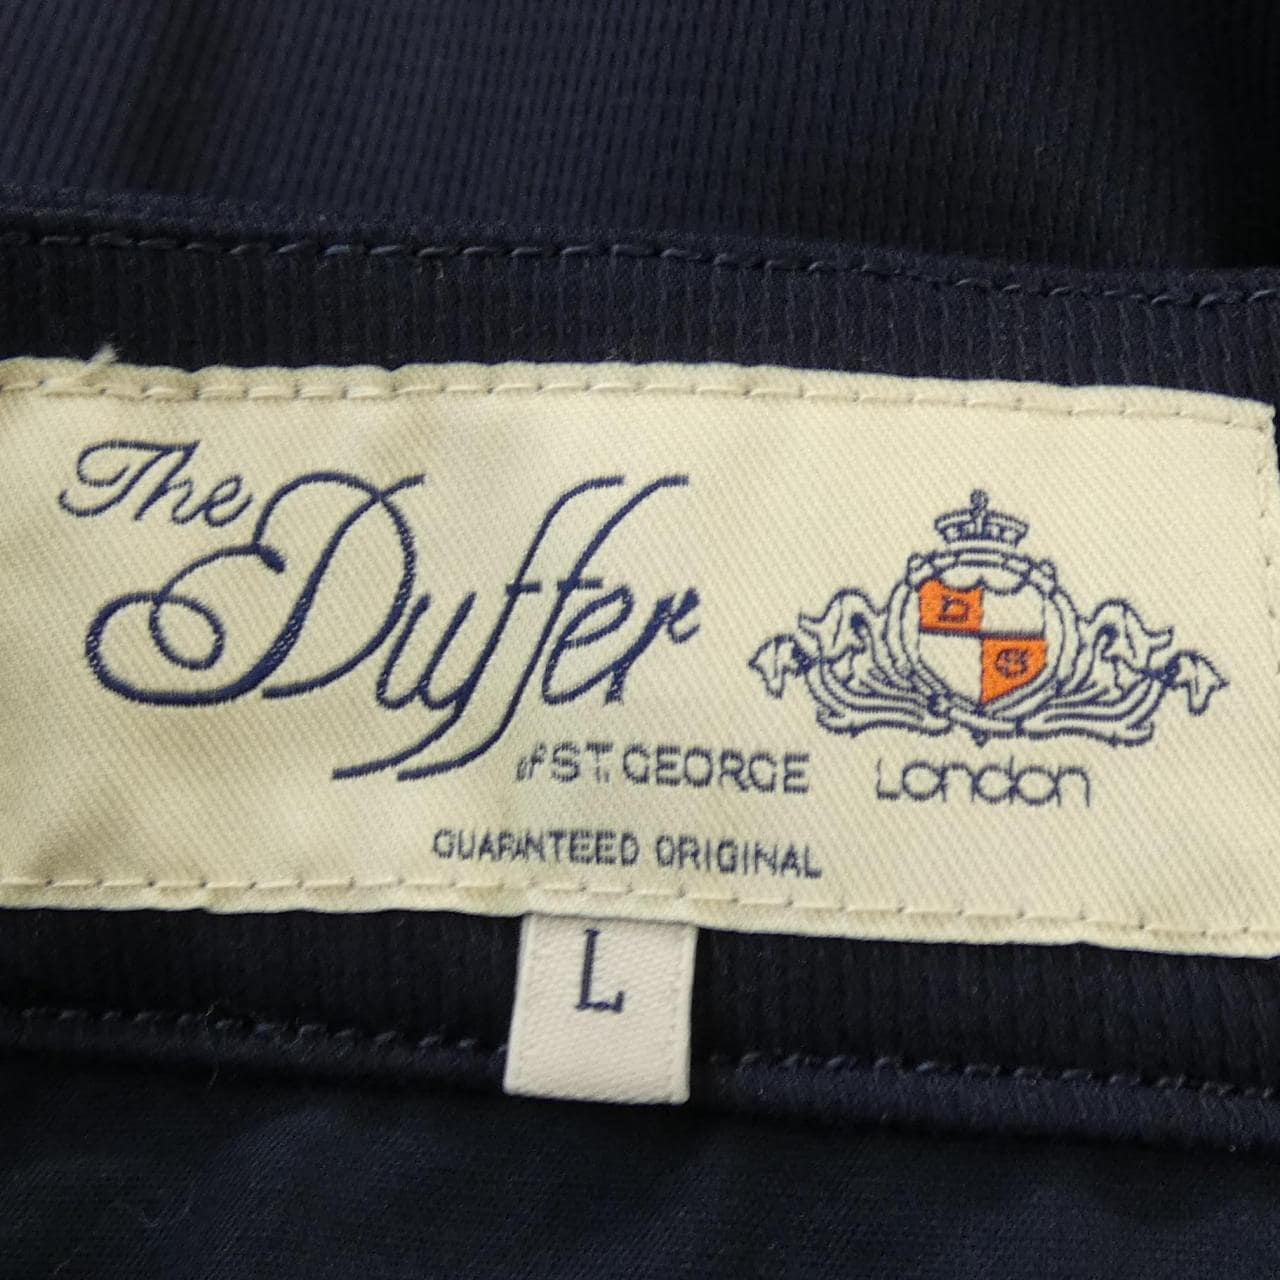 The Duffer
of ST. GEORGE
GUARANTEED ORIGINAL
D
G
London
L